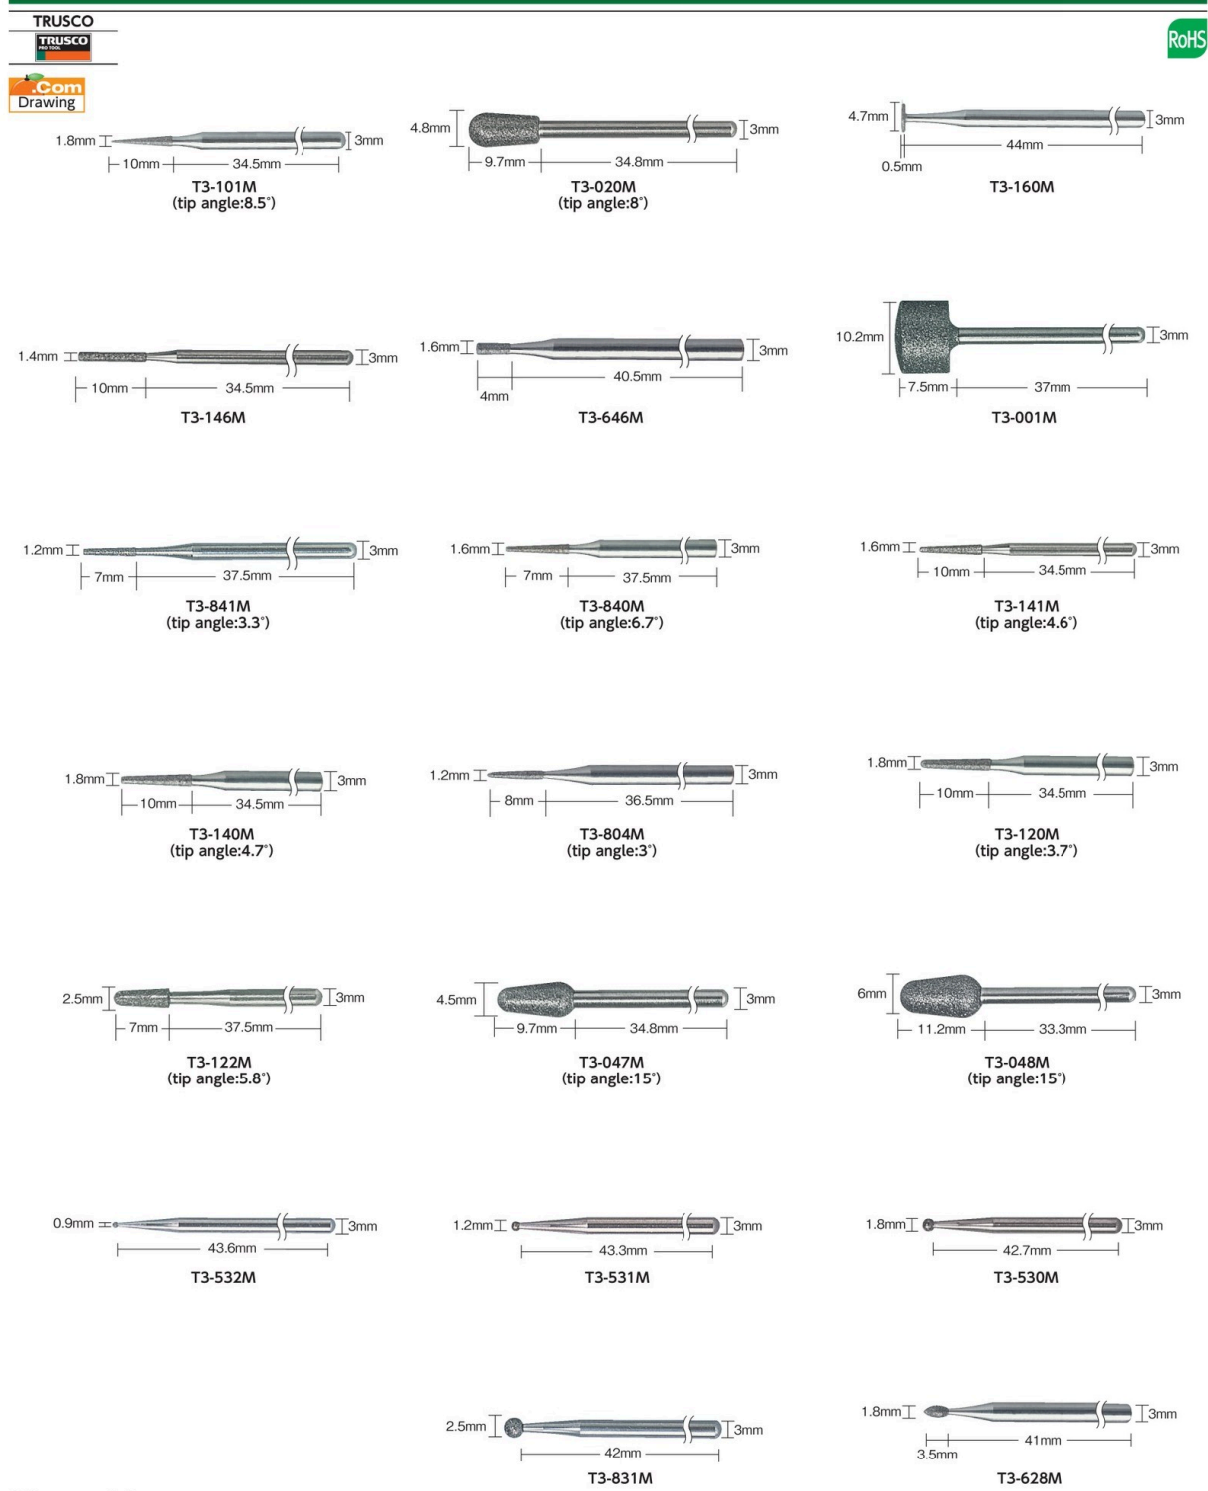 TRUSCO
TRUSCO
PRO TOOL
RoHS
.Com
Drawing
1.8mm
3mm
10mm
34.5mm
T3-101M
(tip angle:8.5°)
4.8mm
3mm
9.7mm
34.8mm
T3-020M
(tip angle:8°)
4.7mm
3mm
44mm
0.5mm
T3-160M
1.4mm
3mm
10mm
34.5mm
T3-146M
1.6mm
3mm
40.5mm
4mm
T3-646M
10.2mm
3mm
7.5mm
37mm
T3-001M
1.2mm
3mm
7mm
37.5mm
T3-841M
(tip angle:3.3°)
1.6mm
3mm
7mm
37.5mm
T3-840M
(tip angle:6.7°)
1.6mm
3mm
10mm
34.5mm
T3-141M
(tip angle:4.6°)
1.8mm
3mm
10mm
34.5mm
T3-140M
(tip angle:4.7°)
1.2mm
3mm
8mm
36.5mm
T3-804M
(tip angle:3°)
1.8mm
3mm
10mm
34.5mm
T3-120M
(tip angle:3.7°)
2.5mm
3mm
7mm
37.5mm
T3-122M
(tip angle:5.8°)
4.5mm
3mm
9.7mm
34.8mm
T3-047M
(tip angle:15°)
6mm
3mm
11.2mm
33.3mm
T3-048M
(tip angle:15°)
0.9mm
3mm
43.6mm
T3-532M
1.2mm
3mm
43.3mm
T3-531M
1.8mm
3mm
42.7mm
T3-530M
2.5mm
3mm
42mm
T3-831M
1.8mm
3mm
41mm
3.5mm
T3-628M